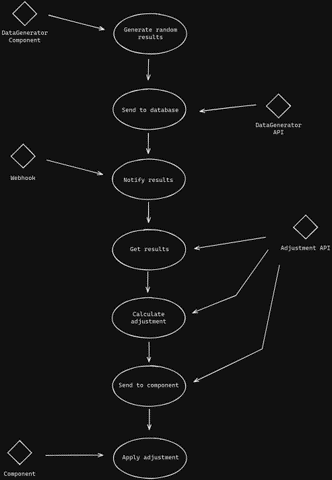 DataGenerator
Component
Generate random
results
Send to database
DataGenerator
API
Webhook
Notify results
Get results
Adjustment API
Calculate
adjustment
Send to component
Component
Apply adjustment